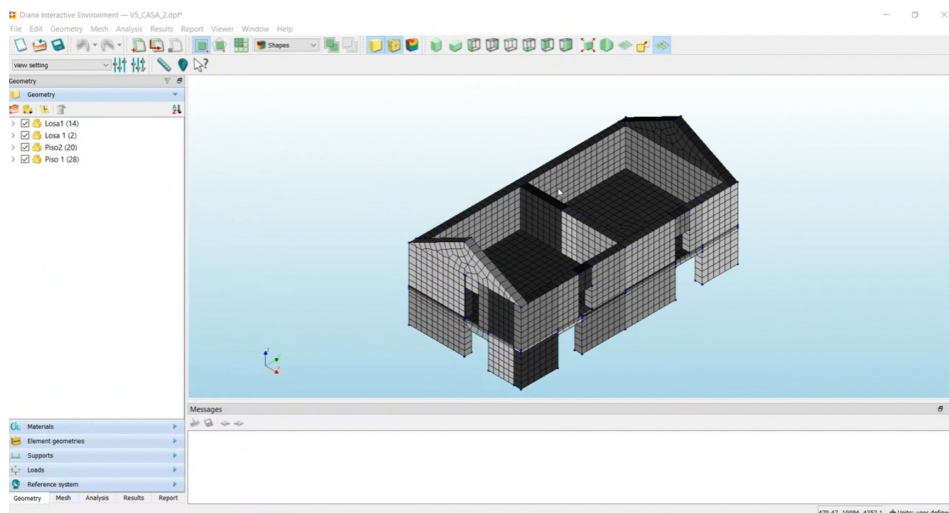 Diana Interactive Environment — V5_CASA_2.dpf*
File Edit Geometry Mesh Analysis Results Report Viewer Window Help
Shapes
view setting
Geometry
Geometry
Losa1 (14)
Losa 1 (2)
Piso2 (20)
Piso 1 (28)
Messages
Materials
Element geometries
Supports
Loads
Reference system
Geometry Mesh Analysis Results Report